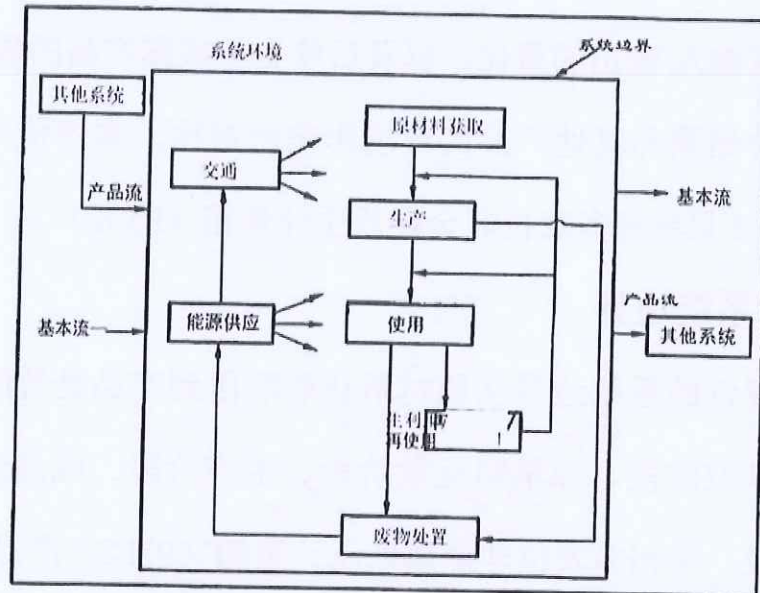 系统环境
系统边界
其他系统
原材料获取
交通
产品流
基本流
生产
产品流
能源供应
使用
其他系统
基本流
再使用
废物处置